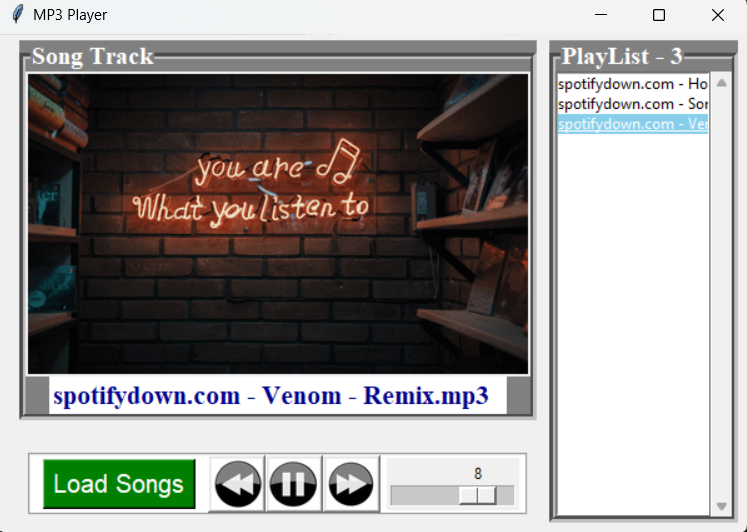 MP3 Player
Song Track
PlayList - 3
you are
What you listen to
spotifydown.com - Venom - Remix.mp3
spotifydown.com - Ho
spotifydown.com - Sor
spotifydown.com - Ve
Load Songs
8